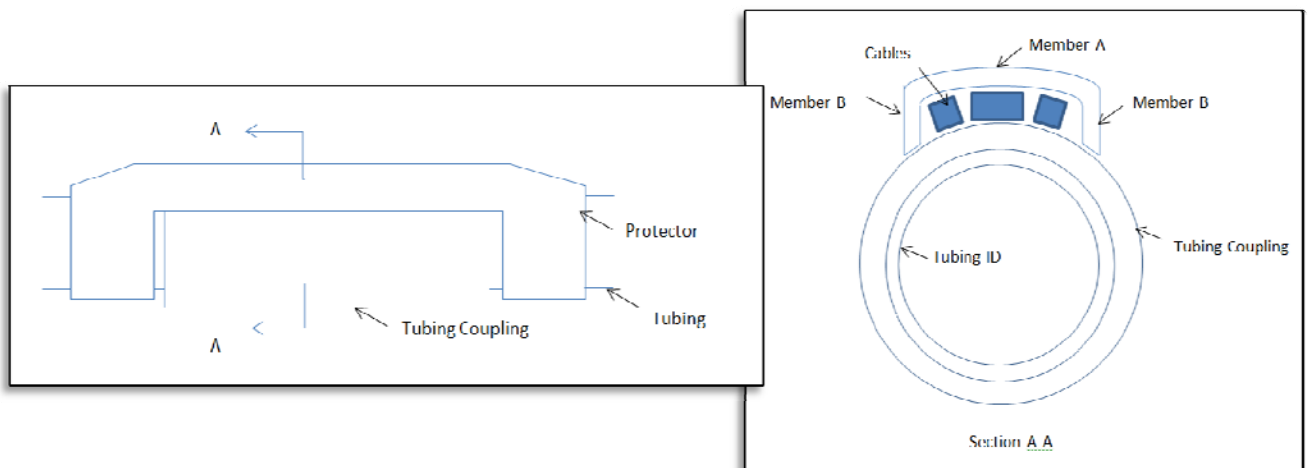 A
Protector
Tubing
Tubing Coupling
A
Cables
Member A
Member B
Member B
Tubing ID
Tubing Coupling
Section A A